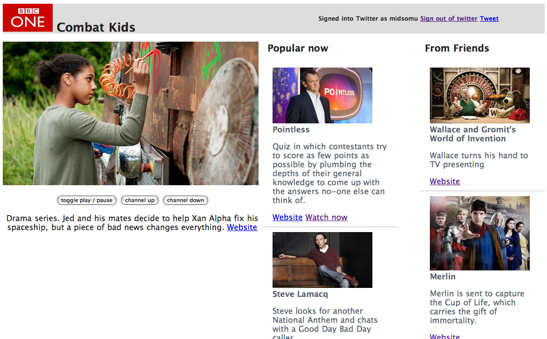 BBC
ONE
Combat Kids
Signed into Twitter as midsomu Sign out of twitter Tweet
toggle play / pause
channel up
channel down
Drama series. Jed and his mates decide to help Xan Alpha fix his
spaceship, but a piece of bad news changes everything. Website
Popular now
POINTLESS
Pointless
Quiz in which contestants try
to score as few points as
possible by plumbing the
depths of their general
knowledge to come up with
the answers no-one else can
think of.
Website Watch now
Steve Lamacq
Steve looks for another
National Anthem and chats
with a Good Day Bad Day
caller
From Friends
Wallace and Gromit's
World of Invention
Wallace turns his hand to
TV presenting
Website
Merlin
Merlin is sent to capture
the Cup of Life, which
carries the gift of
immortality.
Website